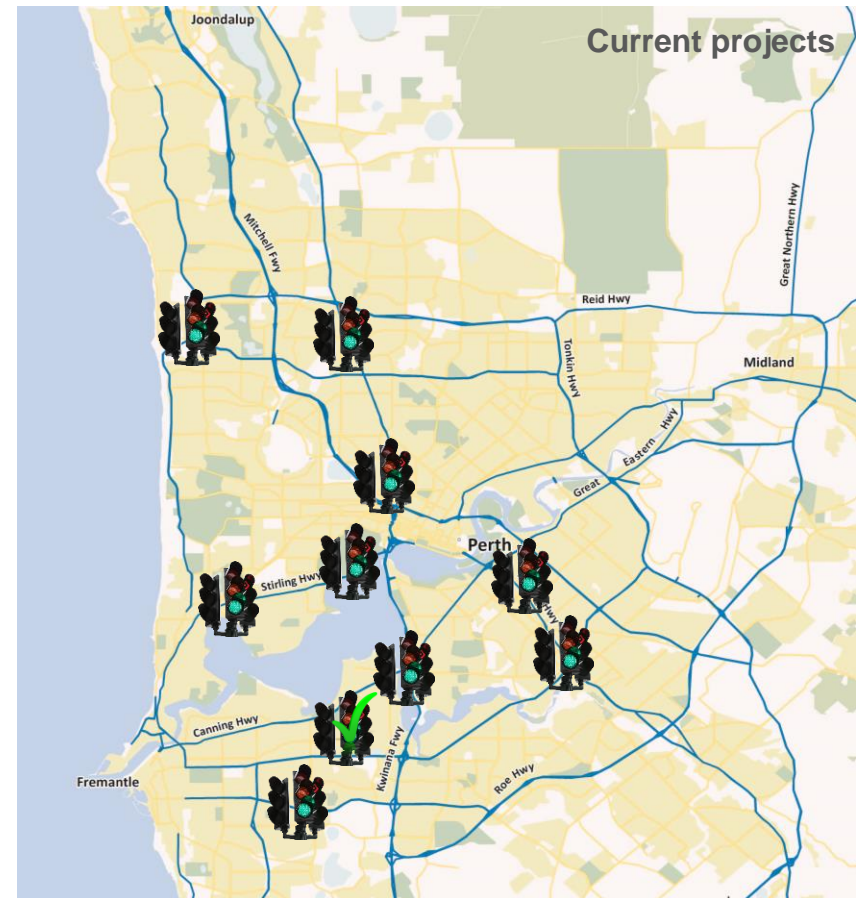 Joondalup
Current projects
Mitchell Fwy
Great Northern Hwy
Reid Hwy
Tonkin Hwy
Midland
Great Eastern Hwy
Perth
Stirling Hwy
Hwy
Canning Hwy
Kwinana Fwy
Roe Hwy
Fremantle